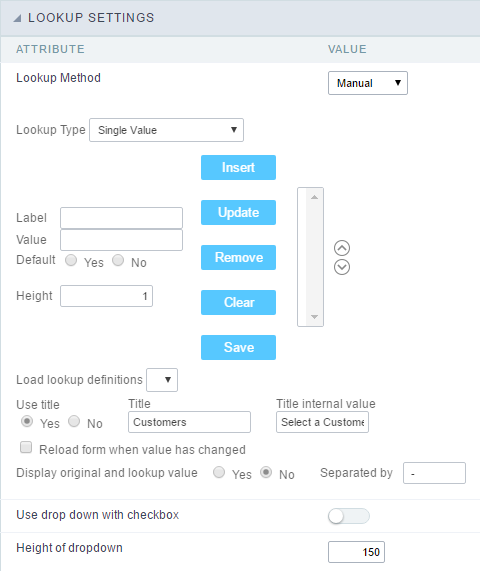 LOOKUP SETTINGS
ATTRIBUTE VALUE
Lookup Method Manual
Lookup Type Single Value
Insert
Label Update
Value
Default Yes No Remove
Height 1 Clear
Save
Load lookup definitions
Use title Title Title internal value
Yes No Customers Select a Custome
Reload form when value has changed
Display original and lookup value Yes No Separated by -
Use drop down with checkbox
Height of dropdown 150